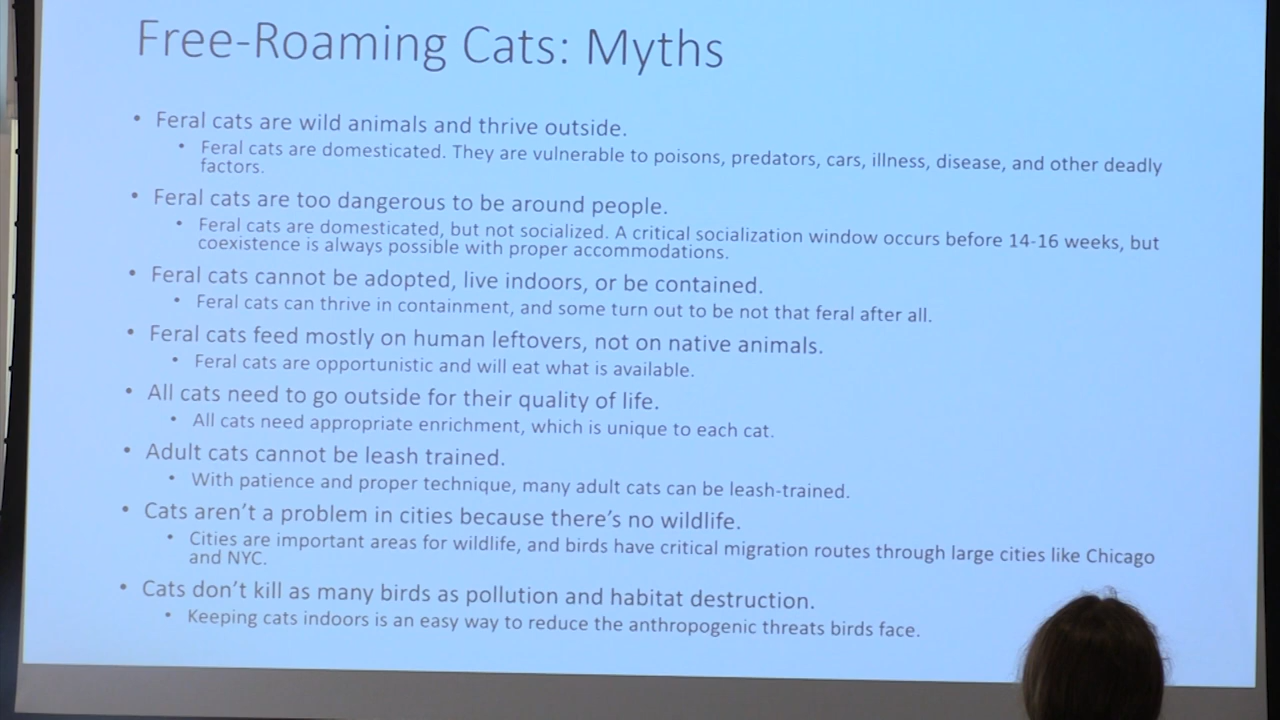 Free-Roaming Cats: Myths
• Feral cats are wild animals and thrive outside.
• Feral cats are domesticated. They are vulnerable to poisons, predators, cars, illness, disease, and other deadly
factors.
• Feral cats are too dangerous to be around people.
• Feral cats are domesticated, but not socialized. A critical socialization window occurs before 14-16 weeks, but
coexistence is always possible with proper accommodations.
• Feral cats cannot be adopted, live indoors, or be contained.
• Feral cats can thrive in containment, and some turn out to be not that feral after all.
• Feral cats feed mostly on human leftovers, not on native animals.
• Feral cats are opportunistic and will eat what is available.
• All cats need to go outside for their quality of life.
• All cats need appropriate enrichment, which is unique to each cat.
• Adult cats cannot be leash trained.
• With patience and proper technique, many adult cats can be leash-trained.
• Cats aren't a problem in cities because there's no wildlife.
• Cities are important areas for wildlife, and birds have critical migration routes through large cities like Chicago
and NYC.
• Cats don't kill as many birds as pollution and habitat destruction.
• Keeping cats indoors is an easy way to reduce the anthropogenic threats birds face.